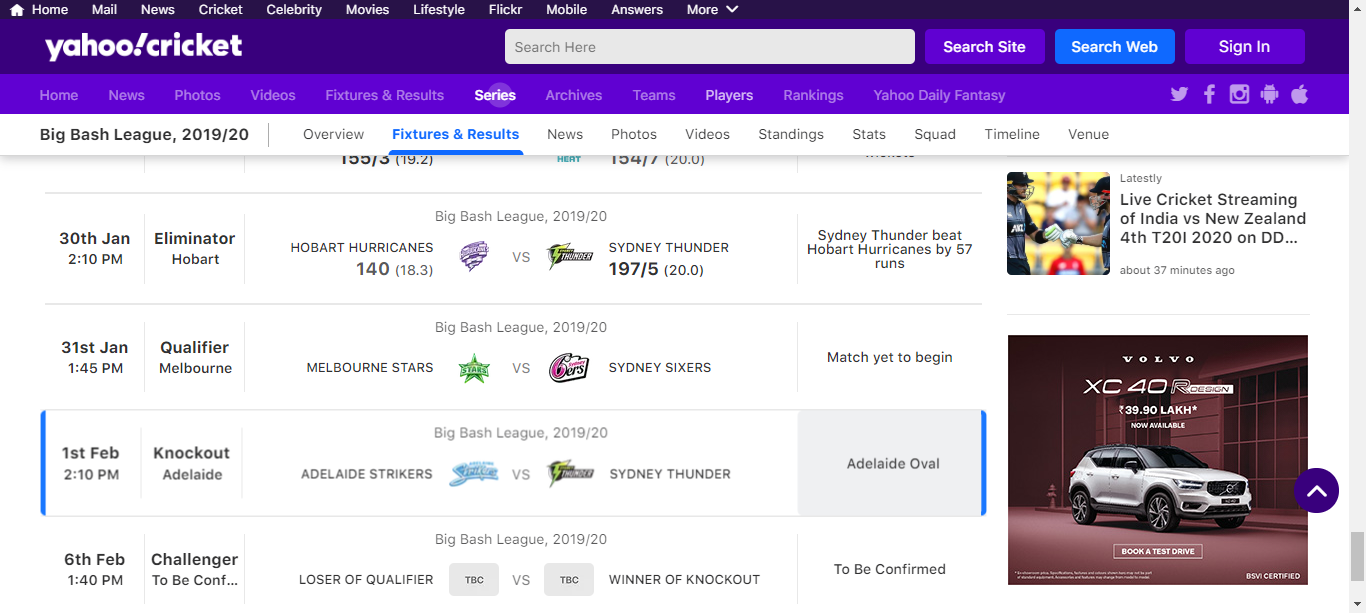 Home Mail News Cricket Celebrity Movies Lifestyle Flickr Mobile Answers More
yahoo!cricket
Search Here
Search Site
Search Web
Sign In
Home News Photos Videos Fixtures & Results Series Archives Teams Players Rankings Yahoo Daily Fantasy
Big Bash League, 2019/20
Overview Fixtures & Results News Photos Videos Standings Stats Squad Timeline Venue
155/3 (19.2)
HEAT
154/7 (20.0)
wickets
Big Bash League, 2019/20
30th Jan
2:10 PM
Eliminator
Hobart
HOBART HURRICANES
140 (18.3)
VS
THUNDER
SYDNEY THUNDER
197/5 (20.0)
Sydney Thunder beat
Hobart Hurricanes by 57
runs
Big Bash League, 2019/20
31st Jan
1:45 PM
Qualifier
Melbourne
MELBOURNE STARS
STARS
VS
6ers
SYDNEY SIXERS
Match yet to begin
Big Bash League, 2019/20
1st Feb
2:10 PM
Knockout
Adelaide
ADELAIDE STRIKERS
VS
THUNDER
SYDNEY THUNDER
Adelaide Oval
Big Bash League, 2019/20
6th Feb
1:40 PM
Challenger
To Be Conf...
LOSER OF QUALIFIER
TBC
VS
TBC
WINNER OF KNOCKOUT
To Be Confirmed
Latestly
Live Cricket Streaming
of India vs New Zealand
4th T20I 2020 on DD...
about 37 minutes ago
VOLVO
XC 40 R DESIGN
₹39.90 LAKH*
NOW AVAILABLE
BOOK A TEST DRIVE
BSVI CERTIFIED